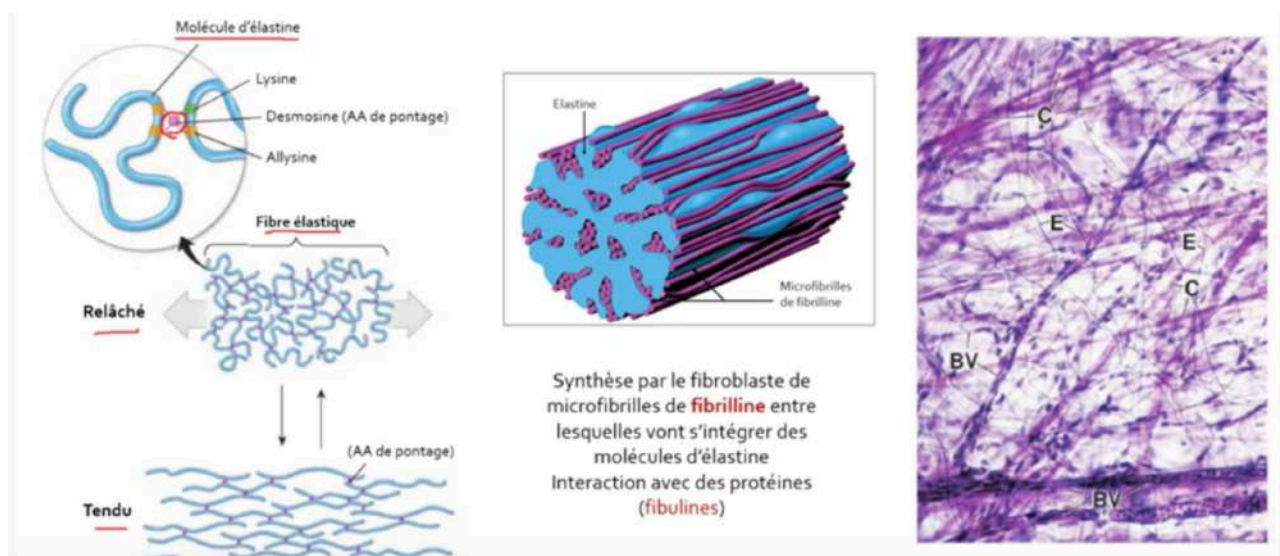 Molécule d'élastine
Lysine
Desmosine (AA de pontage)
Allysine
Fibre élastique
Relâché
(AA de pontage)
Tendu
Elastine
Microfibrilles
de fibrilline
Synthèse par le fibroblaste de
microfibrilles de fibrilline entre
lesquelles vont s'intégrer des
molécules d'élastine
Interaction avec des protéines
(fibulines)
C
E
E
C
BV
BV